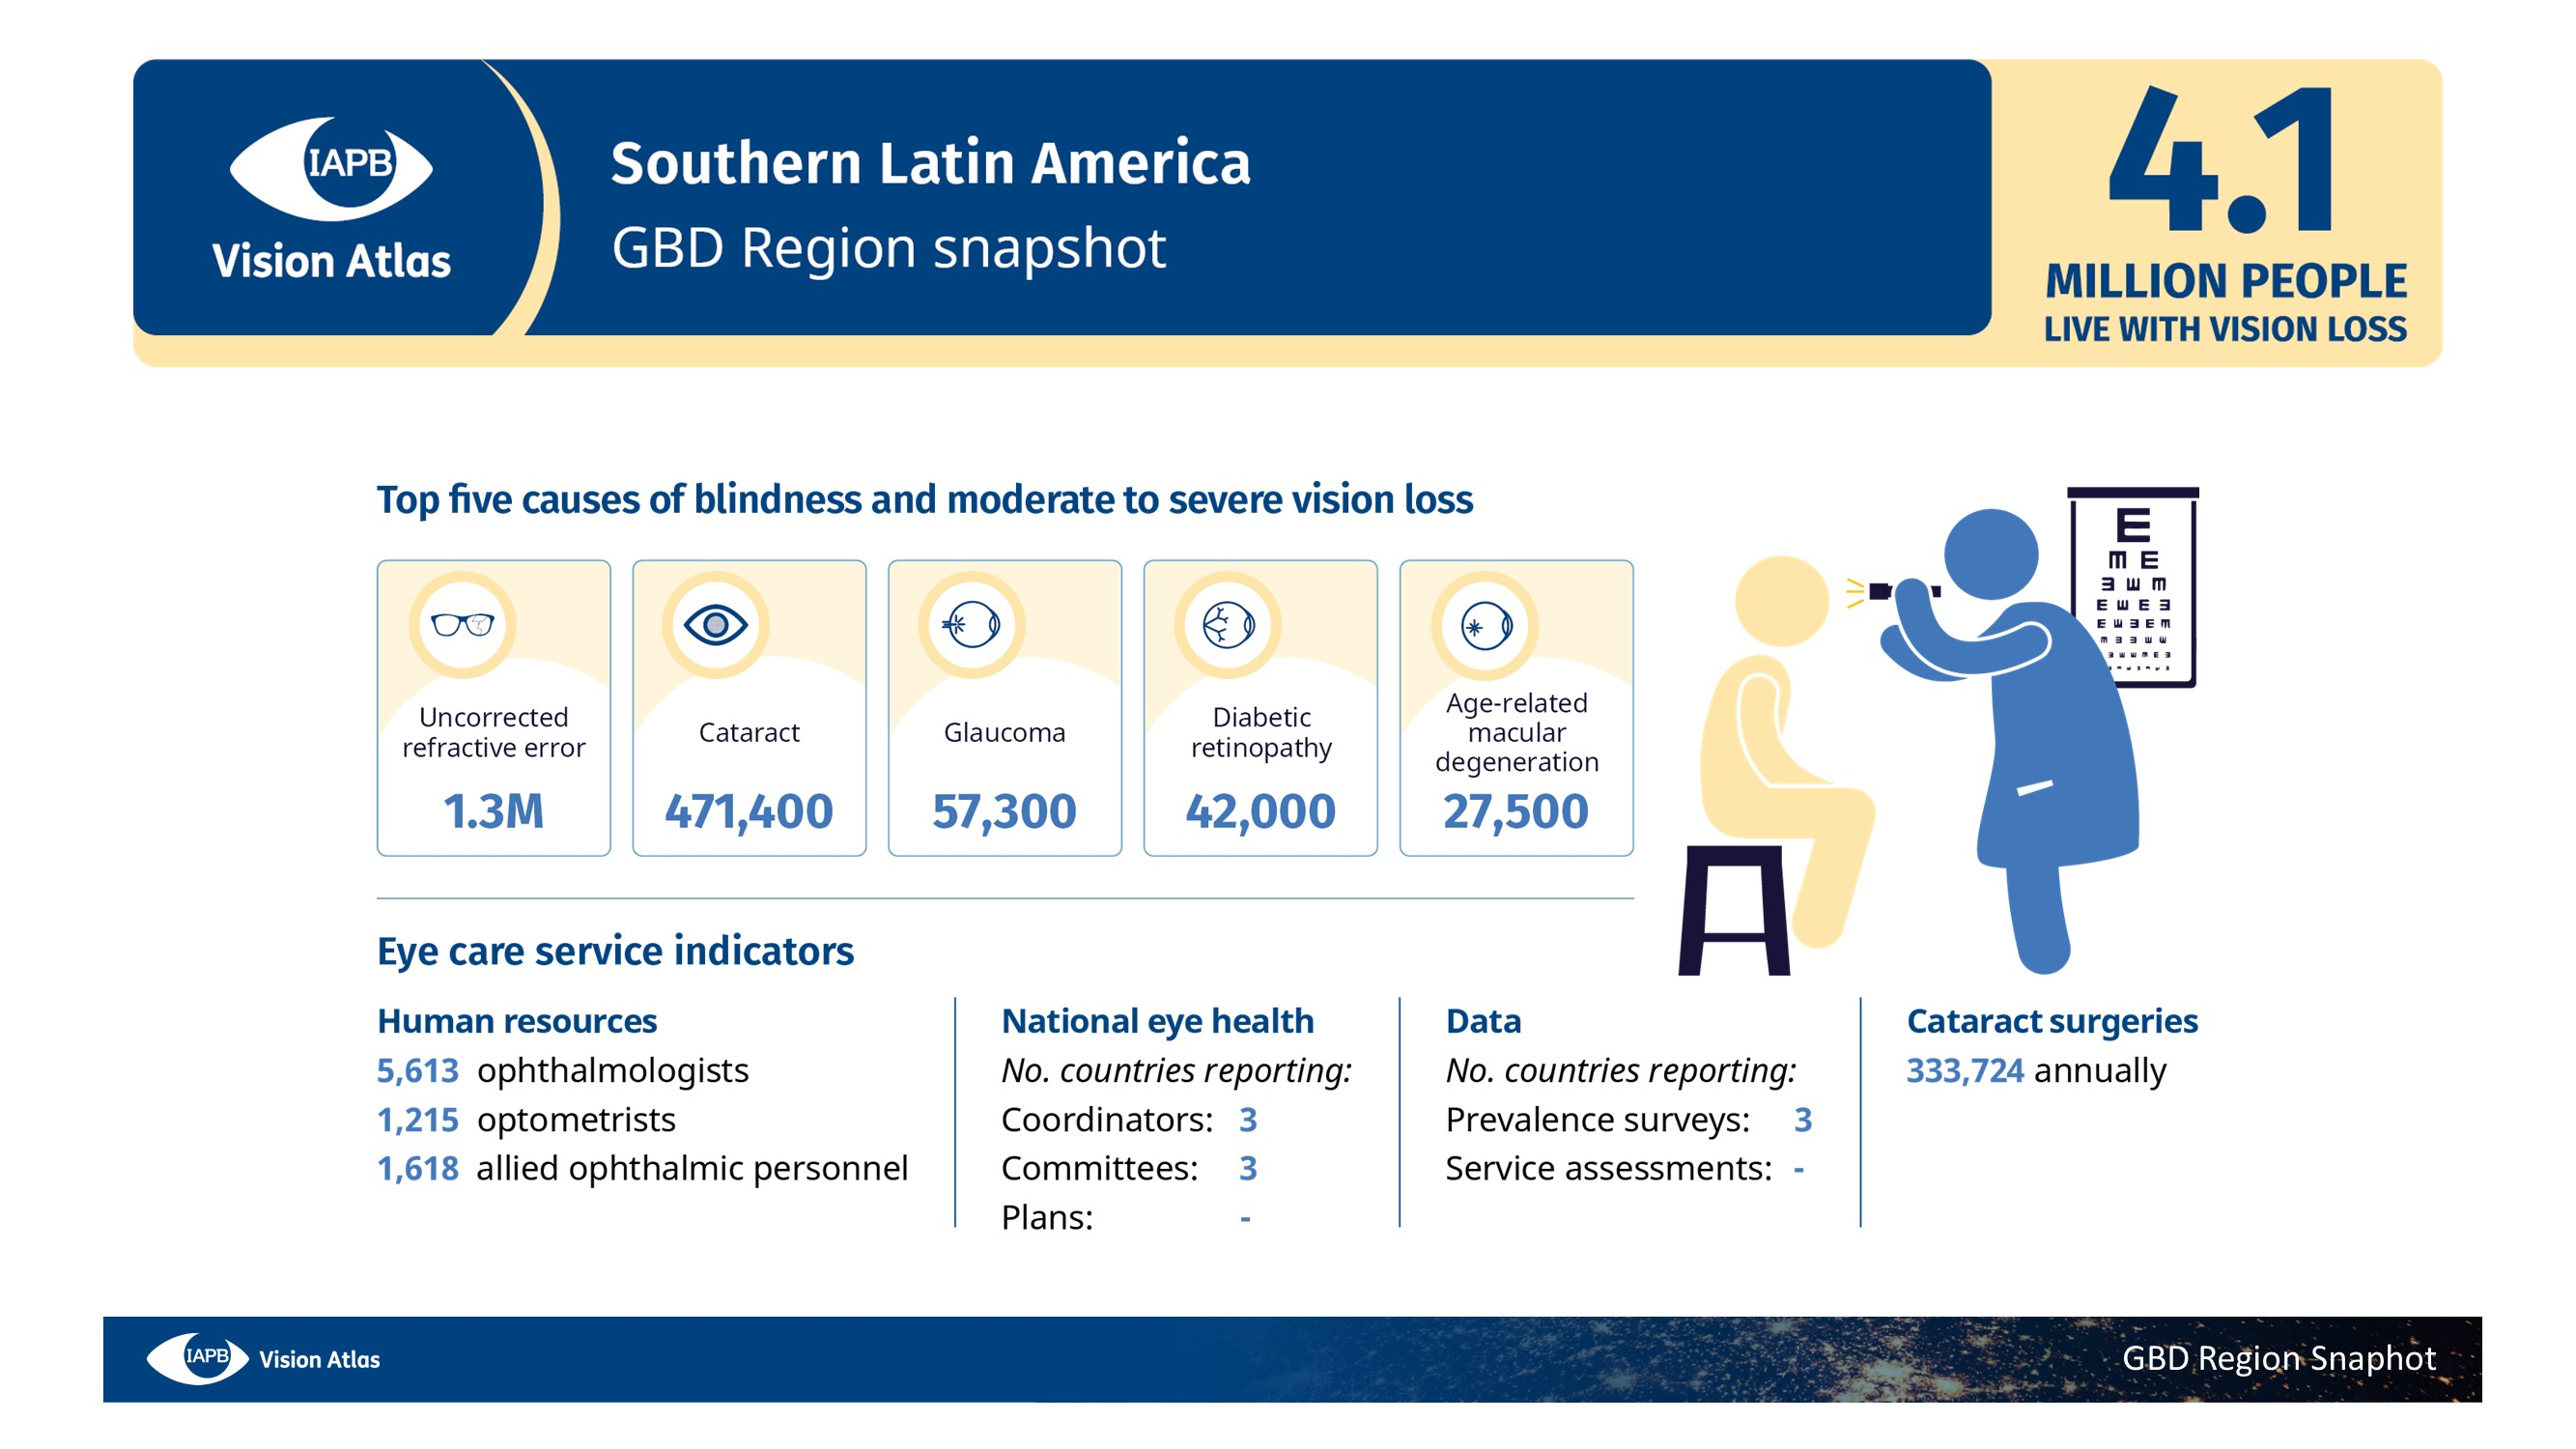 IAPB
Vision Atlas
Southern Latin America
GBD Region snapshot
4.1
MILLION PEOPLE
LIVE WITH VISION LOSS
Top five causes of blindness and moderate to severe vision loss
Uncorrected
refractive error
1.3M
Cataract
471,400
Glaucoma
57,300
Diabetic
retinopathy
42,000
Age-related
macular
degeneration
27,500
E
Eye care service indicators
Human resources
5,613 ophthalmologists
1,215 optometrists
1,618 allied ophthalmic personnel
National eye health
No. countries reporting:
Coordinators: 3
Committees: 3
Plans: -
Data
No. countries reporting:
Prevalence surveys: 3
Service assessments: -
Cataract surgeries
333,724 annually
IAPB Vision Atlas
GBD Region Snaphot